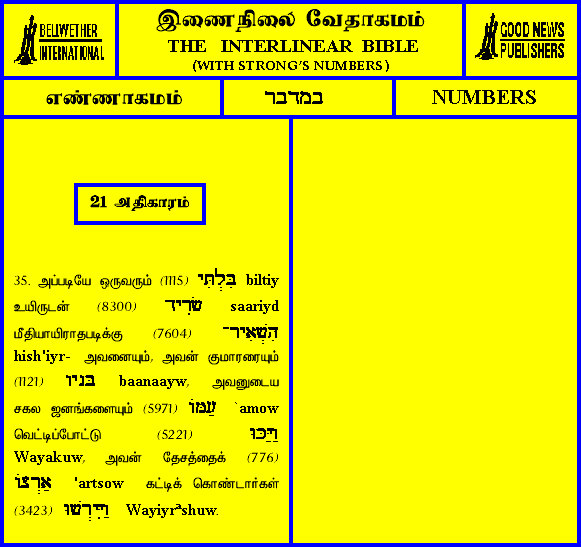 BELLWETHER
INTERNATIONAL
இணைநிலை வேதாகமம்
THE INTERLINEAR BIBLE
(WITH STRONG'S NUMBERS)
GOOD NEWS
PUBLISHERS
எண்ணாகமம்
במדבר
NUMBERS
21 அதிகாரம்
35. அப்படியே ஒருவரும் (1115) בִּלְתִּי biltiy
உயிருடன் (8300) שָׂרִיד saariyd
மீதியாயிராதபடிக்கு (7604) הִשְׁאִיר־
hish'iyr- அவனையும், அவன் குமாரரையும்
(1121) בניו baanaayw, அவனுடைய
சகல ஜனங்களையும் (5971) עַמּוֹ `amow
வெட்டிப்போட்டு (5221) וַיַּכּוּ
Wayakuw, அவன் தேசத்தைக் (776)
אַרְצוֹ 'artsow கட்டிக் கொண்டார்கள்
(3423) וַיִּירְשׁוּ Wayiyrªshuw.